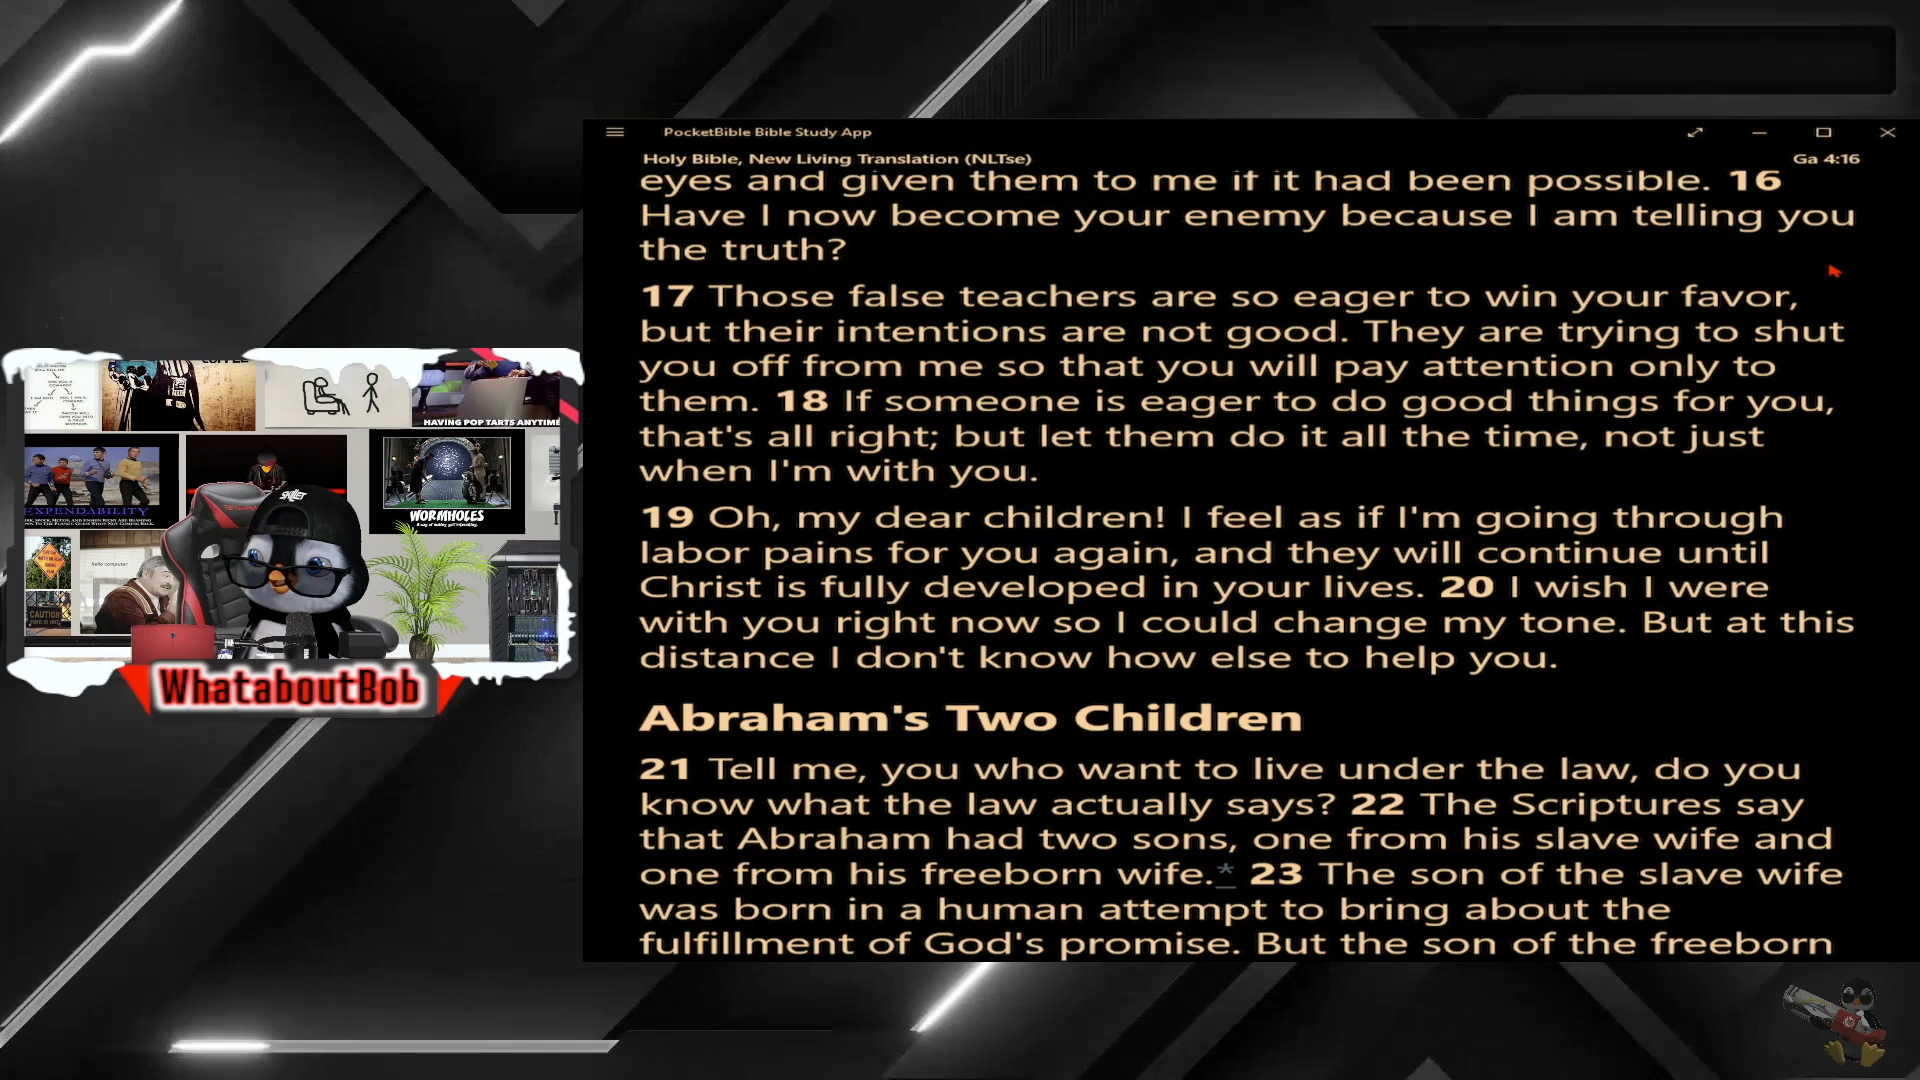 PocketBible Bible Study App
Holy Bible, New Living Translation (NLTse)
Ga 4:16
eyes and given them to me if it had been possible. 16
Have I now become your enemy because I am telling you
the truth?
17 Those false teachers are so eager to win your favor,
but their intentions are not good. They are trying to shut
you off from me so that you will pay attention only to
them. 18 If someone is eager to do good things for you,
that's all right; but let them do it all the time, not just
when I'm with you.
19 Oh, my dear children! I feel as if I'm going through
labor pains for you again, and they will continue until
Christ is fully developed in your lives. 20 I wish I were
with you right now so I could change my tone. But at this
distance I don't know how else to help you.
Abraham's Two Children
21 Tell me, you who want to live under the law, do you
know what the law actually says? 22 The Scriptures say
that Abraham had two sons, one from his slave wife and
one from his freeborn wife.* 23 The son of the slave wife
was born in a human attempt to bring about the
fulfillment of God's promise. But the son of the freeborn
HAVING POP TARTS ANYTIME
EXPENDABILITY
WORMHOLES
hello computer
CAUTION
SKILLET
WhataboutBob